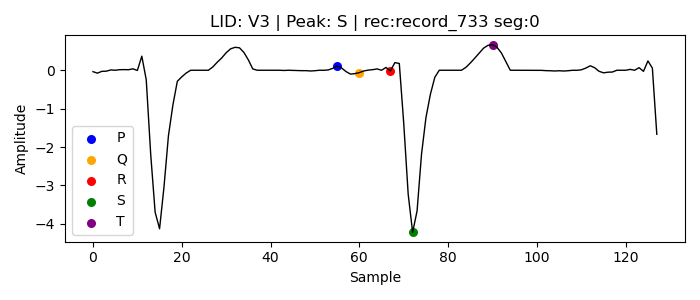 LID: V3 | Peak: S | rec:record_733 seg:0
Amplitude
0
−1
−2
−3
−4
P
Q
R
S
T
0 20 40 60 80 100 120
Sample